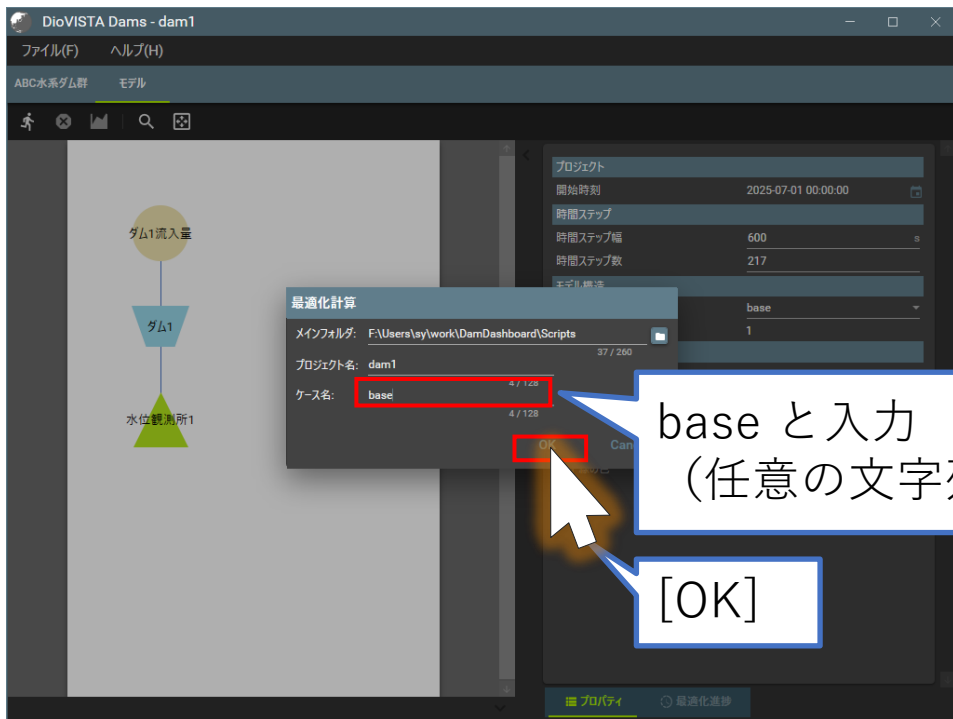 DioVISTA Dams - dam1
ファイル(F) ヘルプ(H)
ABC水系ダム群 モデル
プロジェクト
開始時刻 2025-07-01 00:00:00
時間ステップ
時間ステップ幅 600 s
時間ステップ数 217
モデル構造
base
1
ダム1流入量
ダム1
水位観測所1
最適化計算
メインフォルダ: F:\Users\sy\work\DamDashboard\Scripts
37 / 260
プロジェクト名: dam1
4 / 128
ケース名: base
4 / 128
OK
base と入力
（任意の文字
[OK]
プロパティ 最適化進捗